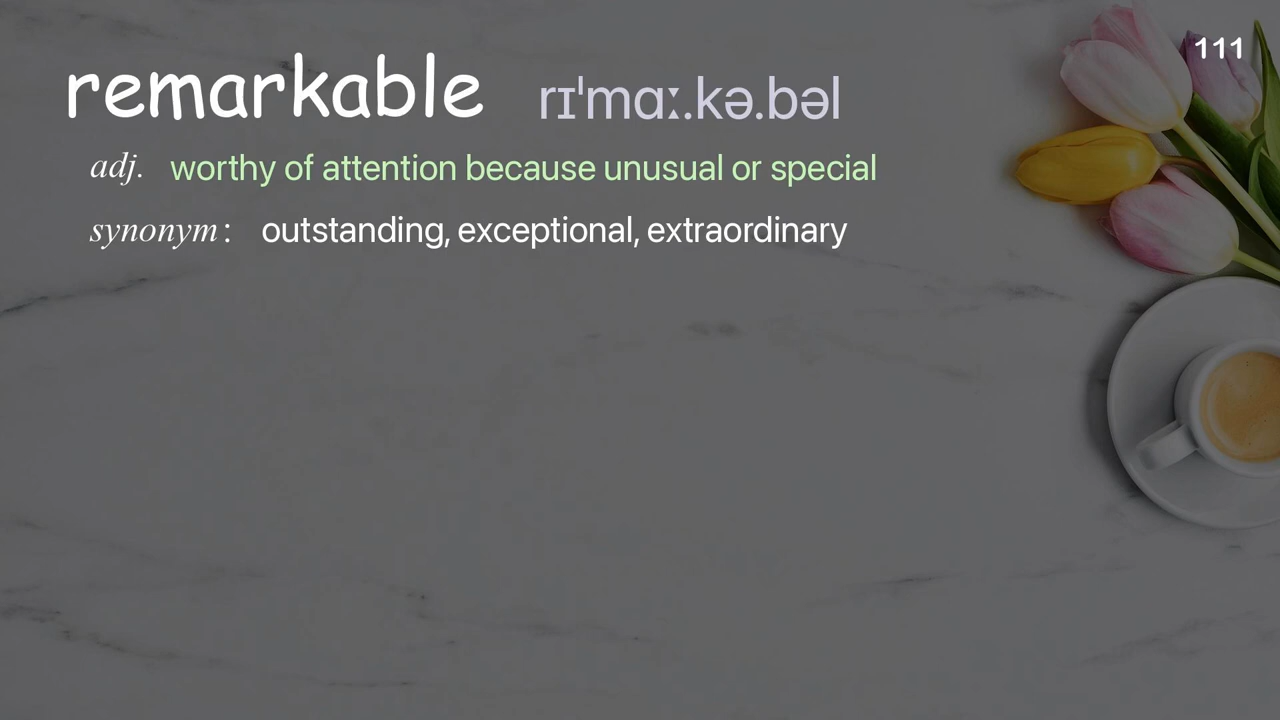 111
remarkable rɪˈmɑː.kə.bəl
adj. worthy of attention because unusual or special
synonym: outstanding, exceptional, extraordinary